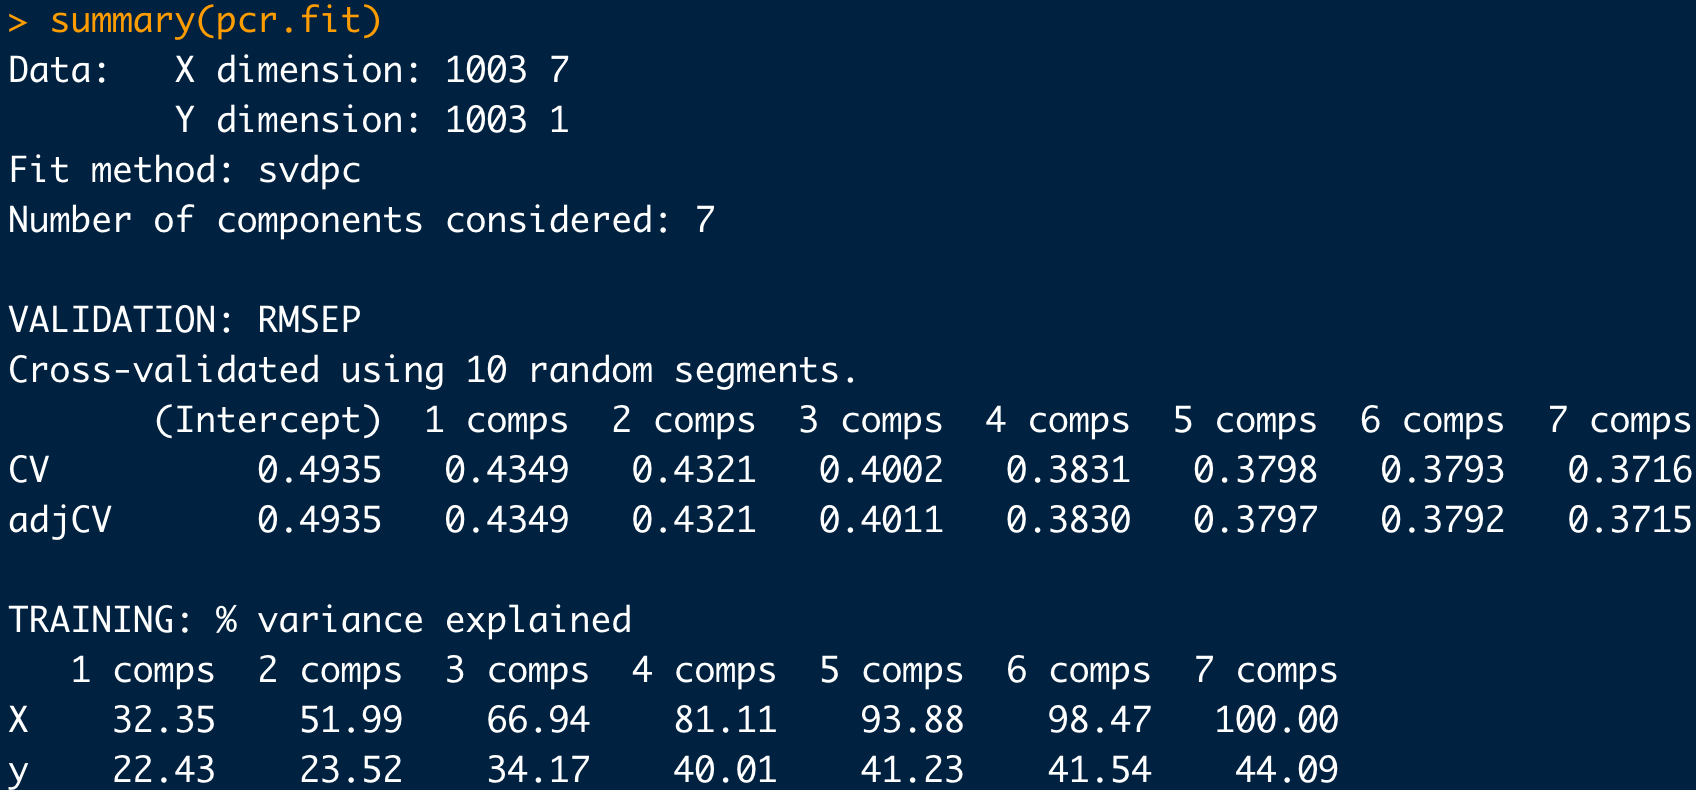 > summary(pcr.fit)
Data:   X dimension: 1003 7
        Y dimension: 1003 1
Fit method: svdpc
Number of components considered: 7

VALIDATION: RMSEP
Cross-validated using 10 random segments.
       (Intercept)  1 comps  2 comps  3 comps  4 comps  5 comps  6 comps  7 comps
CV          0.4935   0.4349   0.4321   0.4002   0.3831   0.3798   0.3793   0.3716
adjCV       0.4935   0.4349   0.4321   0.4011   0.3830   0.3797   0.3792   0.3715

TRAINING: % variance explained
   1 comps  2 comps  3 comps  4 comps  5 comps  6 comps  7 comps
X    32.35    51.99    66.94    81.11    93.88    98.47   100.00
y    22.43    23.52    34.17    40.01    41.23    41.54    44.09